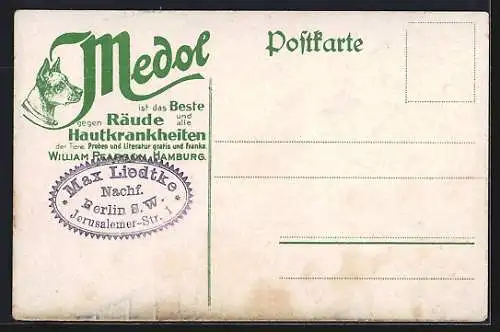 Medol
ist das Beste
gegen Räude und
alle
Hautkrankheiten
der Tiere. Proben und Literatur gratis und franko.
WILLIAM PEARSON, HAMBURG.
Max Liedtke
Nachf.
Berlin S.W.
Jerusalemer-Str. 1
Postkarte